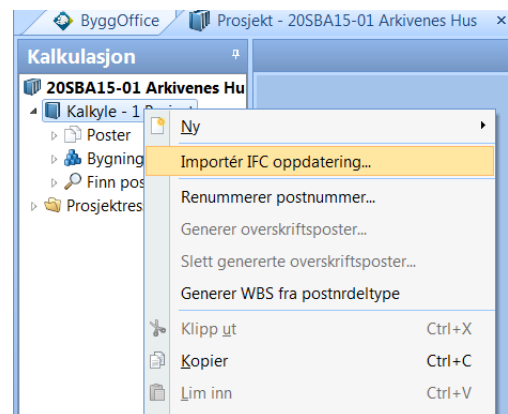 ByggOffice
Prosjekt - 20SBA15-01 Arkivenes Hus
Kalkulasjon
20SBA15-01 Arkivenes Hu
Kalkyle - 1
Poster
Bygning
Finn pos
Prosjektres
Ny
Importér IFC oppdatering...
Renummerer postnummer...
Generer overskriftsposter...
Slett genererte overskriftsposter...
Generer WBS fra postnrdeltype
Klipp ut Ctrl+X
Kopier Ctrl+C
Lim inn Ctrl+V